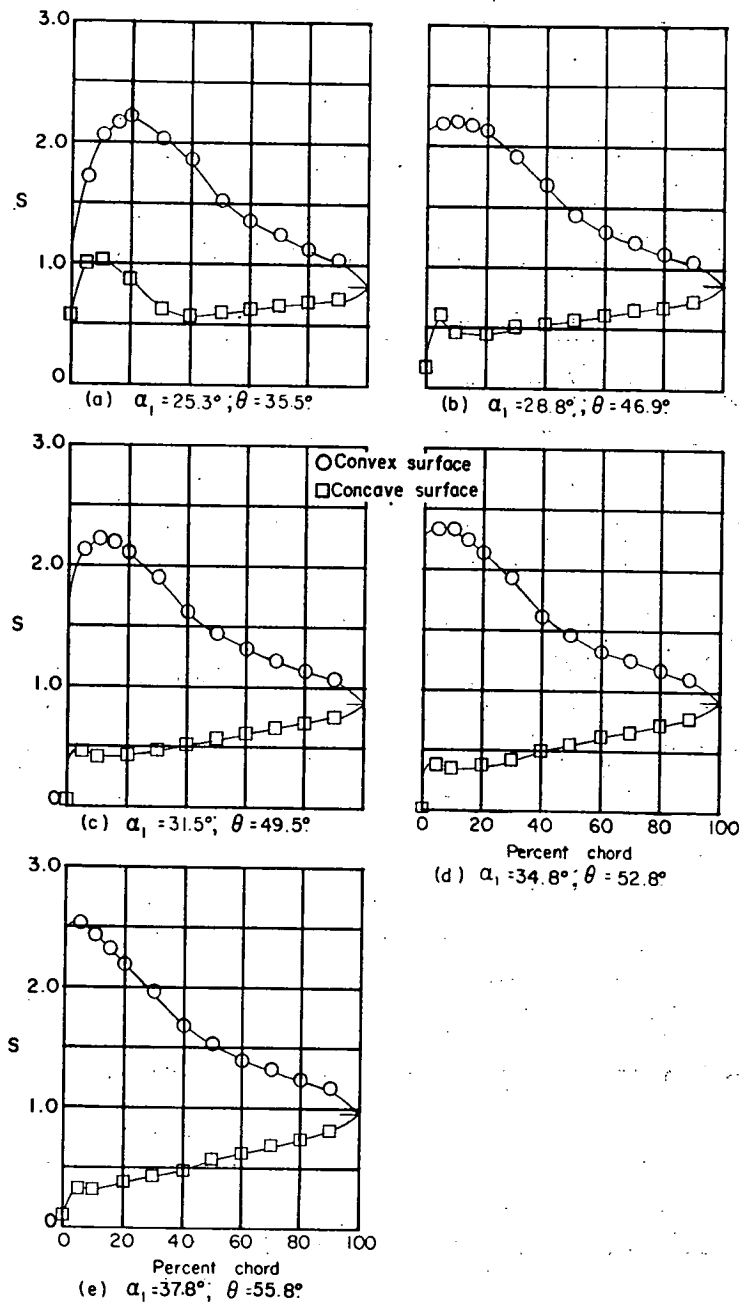 3.0
2.0
S
1.0
0
(a) α₁=25.3°; θ=35.5°
(b) α₁=28.8°; θ=46.9°
3.0
○Convex surface
□Concave surface
2.0
S
1.0
0
(c) α₁=31.5°; θ=49.5°
0 20 40 60 80 100
Percent chord
(d) α₁=34.8°; θ=52.8°
3.0
2.0
S
1.0
0
0 20 40 60 80 100
Percent chord
(e) α₁=37.8°; θ=55.8°